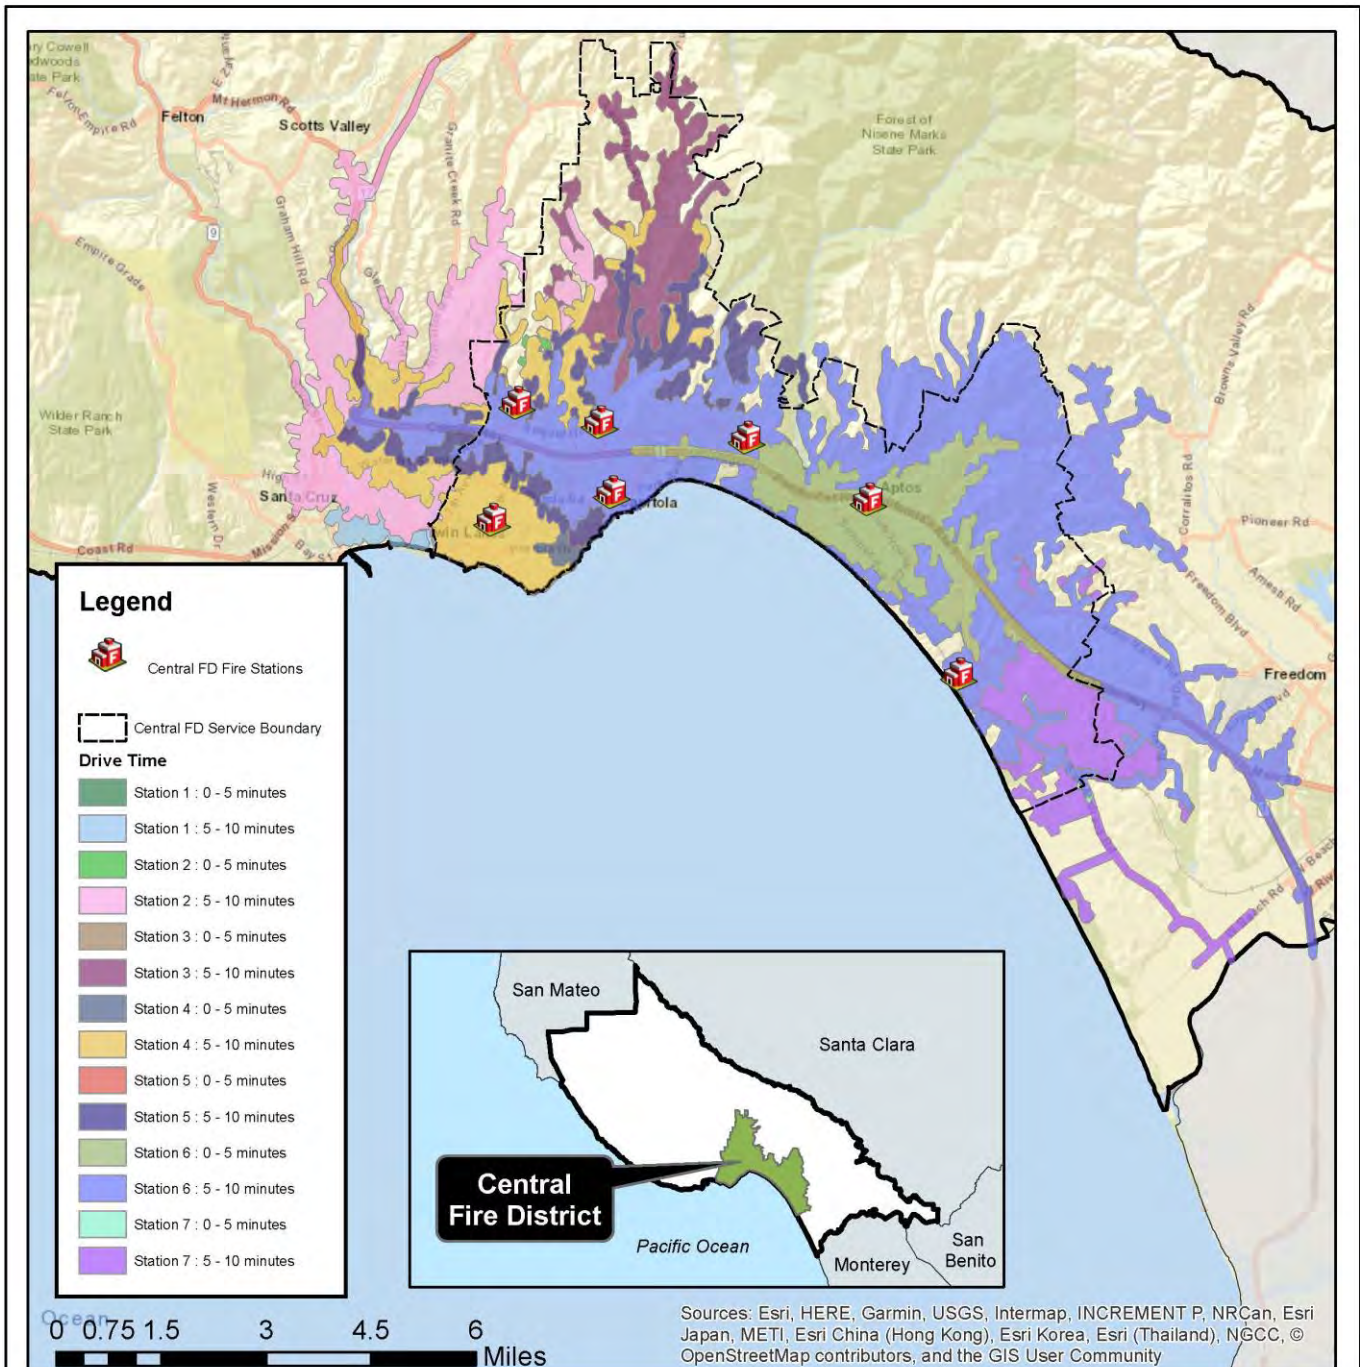 Felton
Scotts Valley
Mt Hermon Rd
Felton Empire Rd
Granite Creek Rd
Graham Hill Rd
Empire Grade
9
17
Forest of
Nisene Marks
State Park
Browns Valley Rd
Wilder Ranch
State Park
Santa Cruz
Aptos
Corralitos Rd
Pioneer Rd
Western Dr
Mission S
Bay S
Coast Rd
Amesti Rd
Freedom Blvd
Freedom
Legend
Central FD Fire Stations
Central FD Service Boundary
Drive Time
Station 1 : 0 - 5 minutes
Station 1 : 5 - 10 minutes
Station 2 : 0 - 5 minutes
Station 2 : 5 - 10 minutes
Station 3 : 0 - 5 minutes
Station 3 : 5 - 10 minutes
Station 4 : 0 - 5 minutes
Station 4 : 5 - 10 minutes
Station 5 : 0 - 5 minutes
Station 5 : 5 - 10 minutes
Station 6 : 0 - 5 minutes
Station 6 : 5 - 10 minutes
Station 7 : 0 - 5 minutes
Station 7 : 5 - 10 minutes
San Mateo
Santa Clara
Central
Fire District
Pacific Ocean
Monterey
San
Benito
Ocean
0 0.75 1.5 3 4.5 6
Miles
Sources: Esri, HERE, Garmin, USGS, Intermap, INCREMENT P, NRCan, Esri
Japan, METI, Esri China (Hong Kong), Esri Korea, Esri (Thailand), NGCC, ©
OpenStreetMap contributors, and the GIS User Community